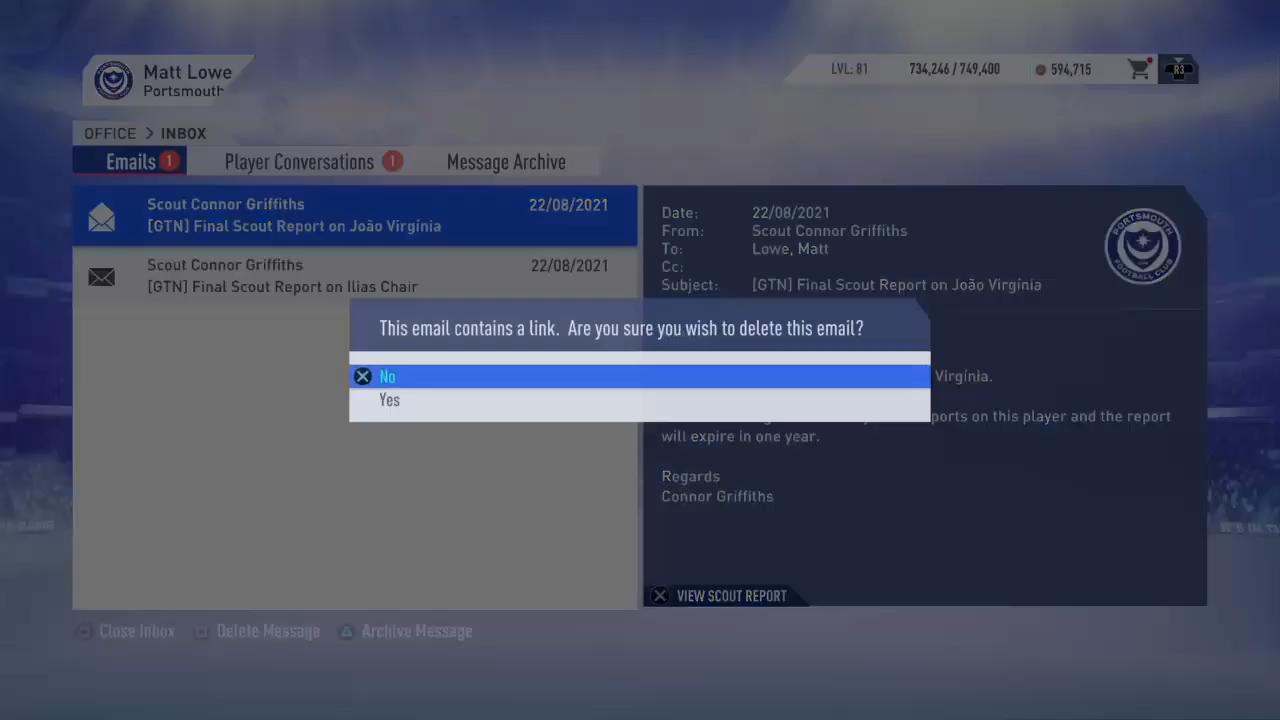 Matt Lowe
Portsmouth
LVL: 81 734,246 / 749,400 594,715
R3
OFFICE > INBOX
Emails 1 Player Conversations 1 Message Archive
Scout Connor Griffiths 22/08/2021
[GTN] Final Scout Report on João Virgínia
Scout Connor Griffiths 22/08/2021
[GTN] Final Scout Report on Ilias Chair
Date: 22/08/2021
From: Scout Connor Griffiths
To: Lowe, Matt
Cc:
Subject: [GTN] Final Scout Report on João Virgínia
PORTSMOUTH
FOOTBALL CLUB
This email contains a link. Are you sure you wish to delete this email?
No
Yes
Virgínia.
ports on this player and the report
will expire in one year.
Regards
Connor Griffiths
VIEW SCOUT REPORT
Close Inbox Delete Message Archive Message